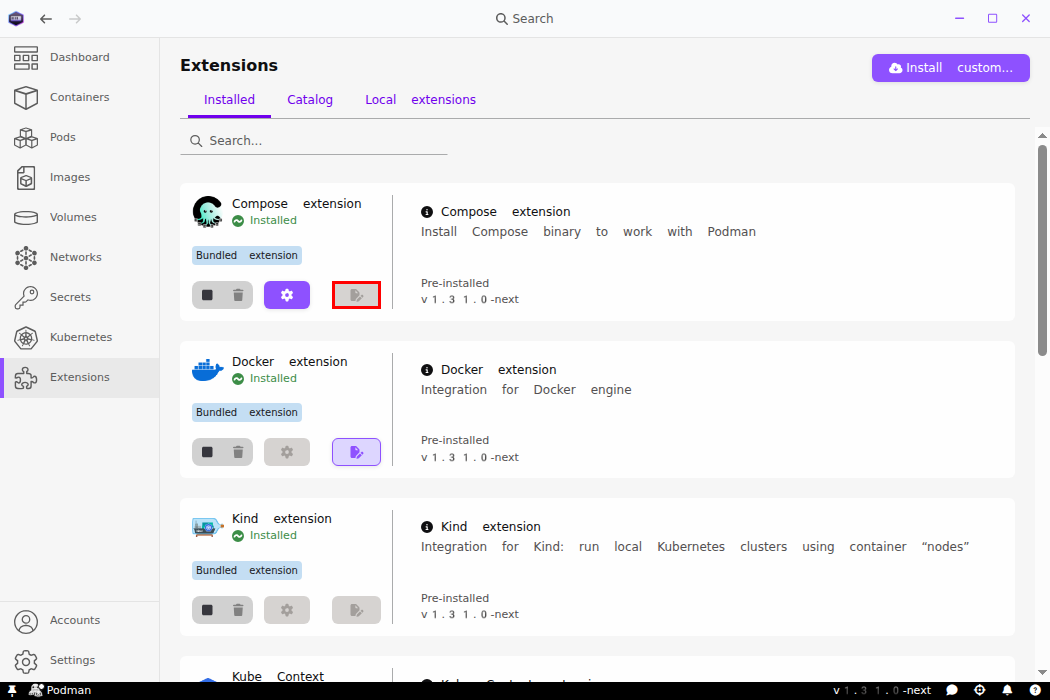 Search
Dashboard
Containers
Pods
Images
Volumes
Networks
Secrets
Kubernetes
Extensions
Accounts
Settings
Extensions
Install custom...
Installed
Catalog
Local extensions
Search...
Compose extension
Installed
Bundled extension
Compose extension
Install Compose binary to work with Podman
Pre-installed
v1.31.0-next
Docker extension
Installed
Bundled extension
Docker extension
Integration for Docker engine
Pre-installed
v1.31.0-next
Kind extension
Installed
Bundled extension
Kind extension
Integration for Kind: run local Kubernetes clusters using container “nodes”
Pre-installed
v1.31.0-next
Kube Context
Podman
v1.31.0-next